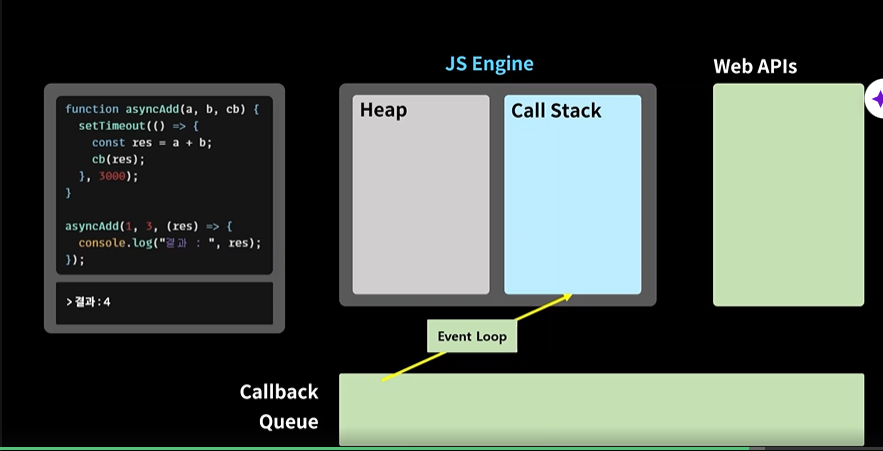 JS Engine
Web APIs
function asyncAdd(a, b, cb) {
setTimeout(() => {
const res = a + b;
cb(res);
}, 3000);
}
asyncAdd(1, 3, (res) => {
console.log("결과 : ", res);
});
> 결과 : 4
Heap
Call Stack
Event Loop
Callback
Queue